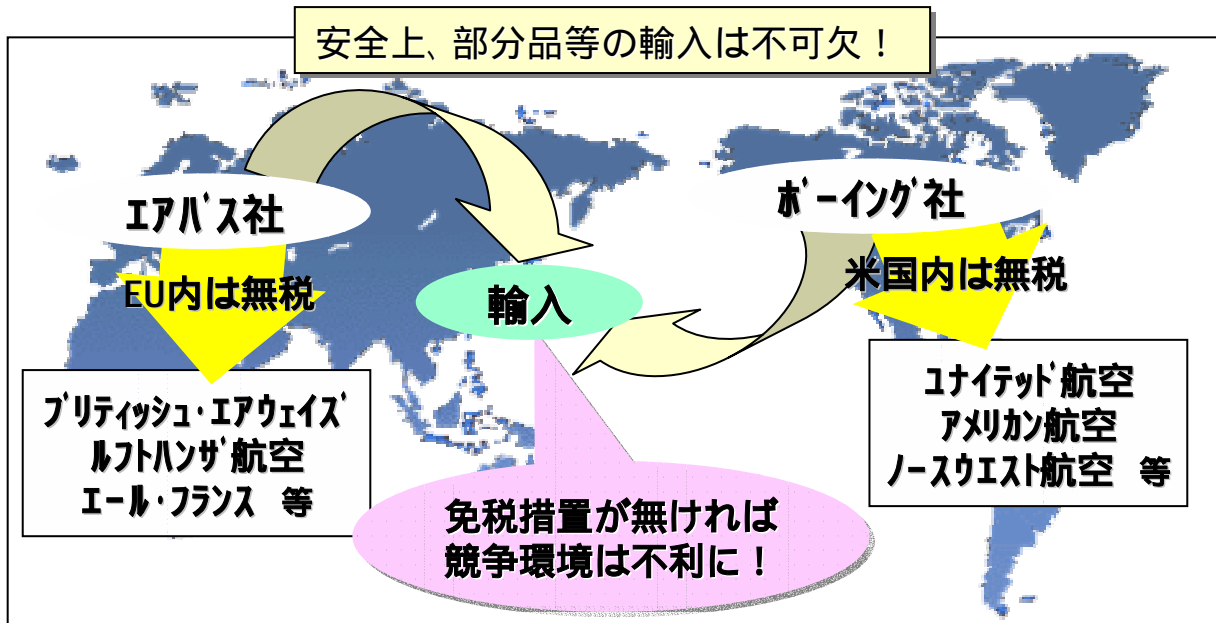 安全上、部分品等の輸入は不可欠！
エアバス社
ボーイング社
EU内は無税
米国内は無税
輸入
ブリティッシュ・エアウェイズ
ルフトハンザ航空
エール・フランス 等
ユナイテッド航空
アメリカン航空
ノースウエスト航空 等
免税措置が無ければ
競争環境は不利に！